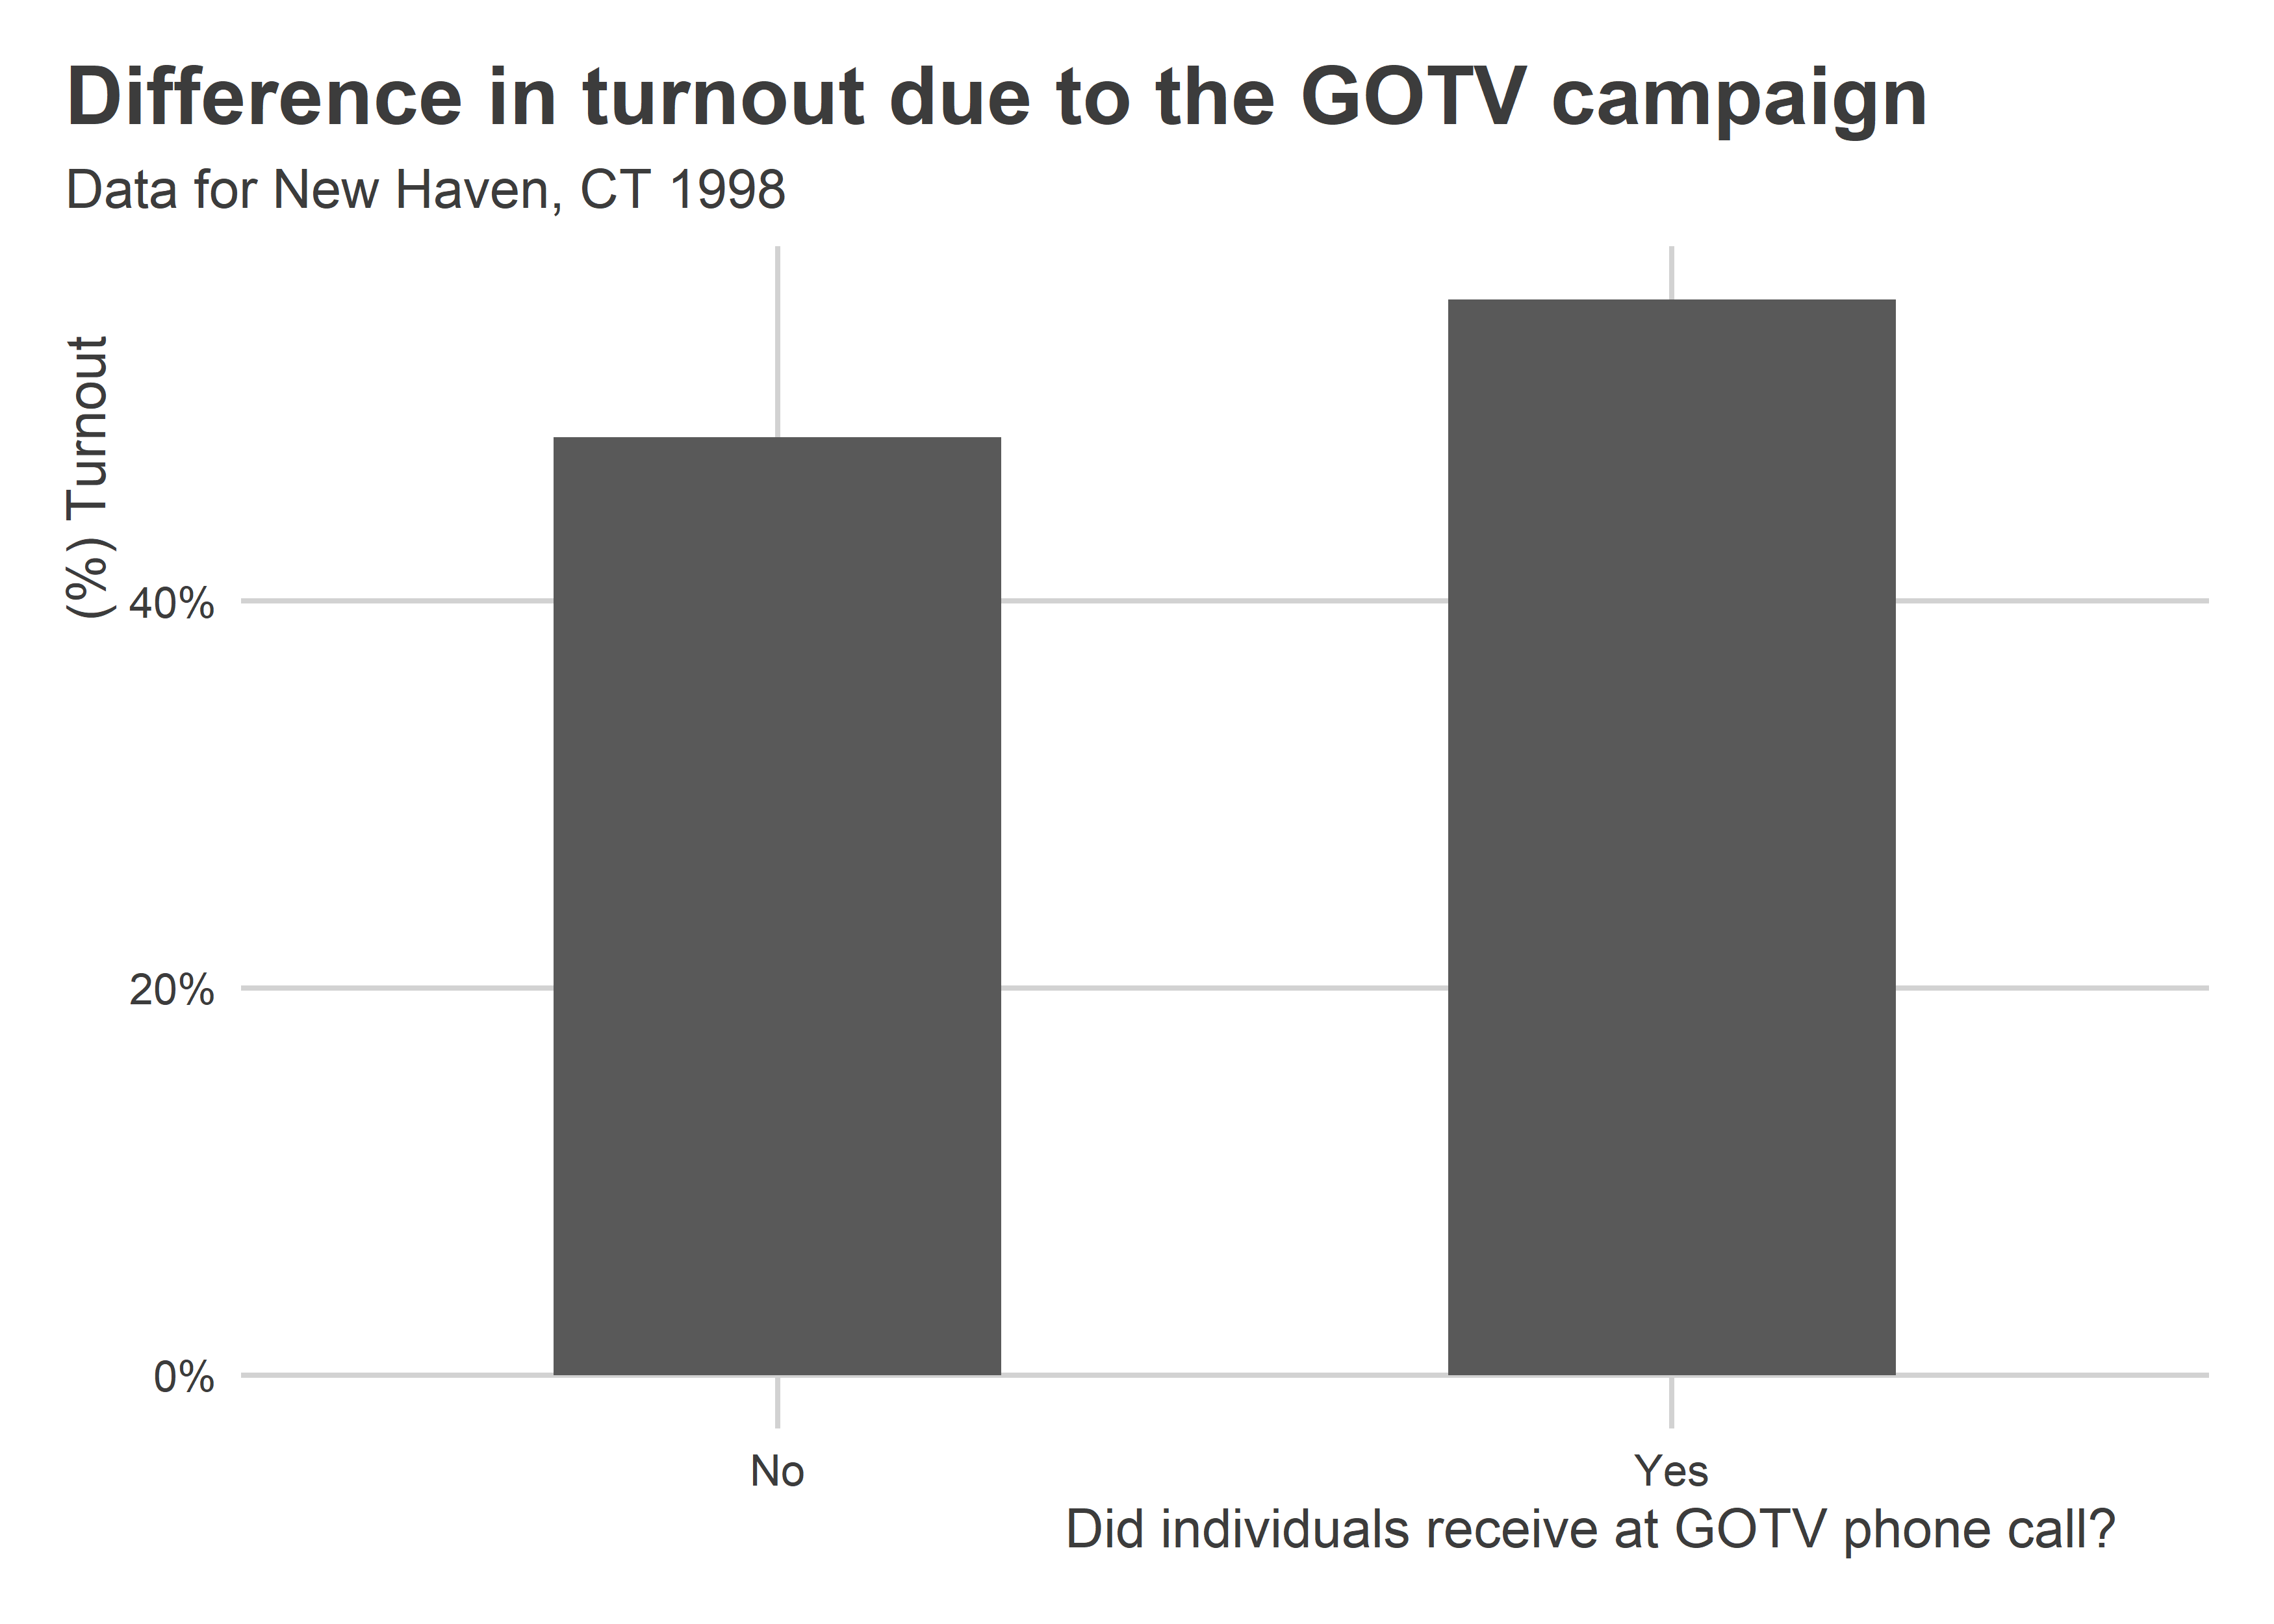 Difference in turnout due to the GOTV campaign
Data for New Haven, CT 1998
(%) Turnout
40%
20%
0%
No
Yes
Did individuals receive at GOTV phone call?